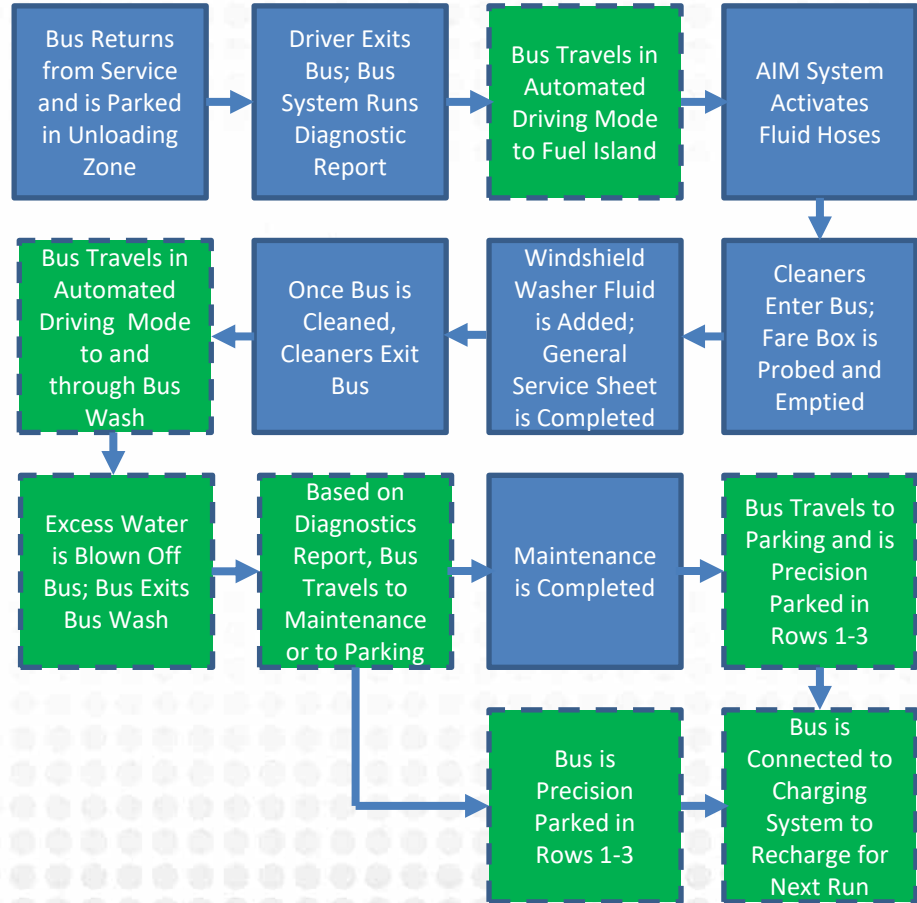 Bus Returns
from Service
and is Parked
in Unloading
Zone
Driver Exits
Bus; Bus
System Runs
Diagnostic
Report
Bus Travels in
Automated
Driving Mode
to Fuel Island
AIM System
Activates
Fluid Hoses
Cleaners
Enter Bus;
Fare Box is
Probed and
Emptied
Windshield
Washer Fluid
is Added;
General
Service Sheet
is Completed
Once Bus is
Cleaned,
Cleaners Exit
Bus
Bus Travels in
Automated
Driving Mode
to and
through Bus
Wash
Excess Water
is Blown Off
Bus; Bus Exits
Bus Wash
Based on
Diagnostics
Report, Bus
Travels to
Maintenance
or to Parking
Maintenance
is Completed
Bus Travels to
Parking and is
Precision
Parked in
Rows 1-3
Bus is
Precision
Parked in
Rows 1-3
Bus is
Connected to
Charging
System to
Recharge for
Next Run